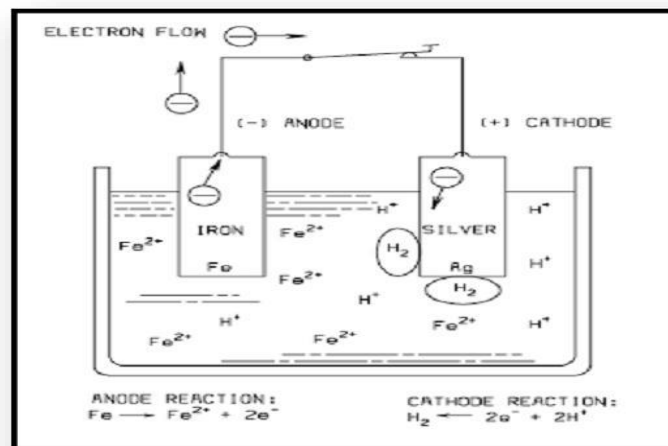 ELECTRON FLOW
(-) ANODE
(+) CATHODE
IRON
Fe
SILVER
Ag
H⁺
H⁺
Fe²⁺
Fe²⁺
H₂
Fe²⁺
H⁺
H₂
H⁺
H⁺
Fe²⁺
Fe²⁺
Fe²⁺
H⁺
ANODE REACTION:
Fe → Fe²⁺ + 2e⁻
CATHODE REACTION:
H₂ ← 2e⁻ + 2H⁺